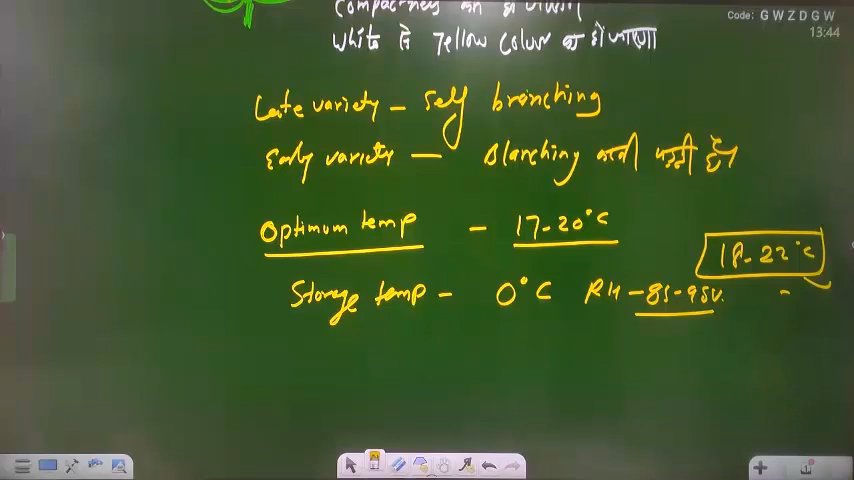 Code: G W Z D G W
13:44
white से Yellow Colour का हो जाना
Late variety - Self branching
Early variety - Blanching करनी पड़ती है
Optimum temp - 17-20°C
18-22°C
Storage temp - 0°C RH - 85-95%